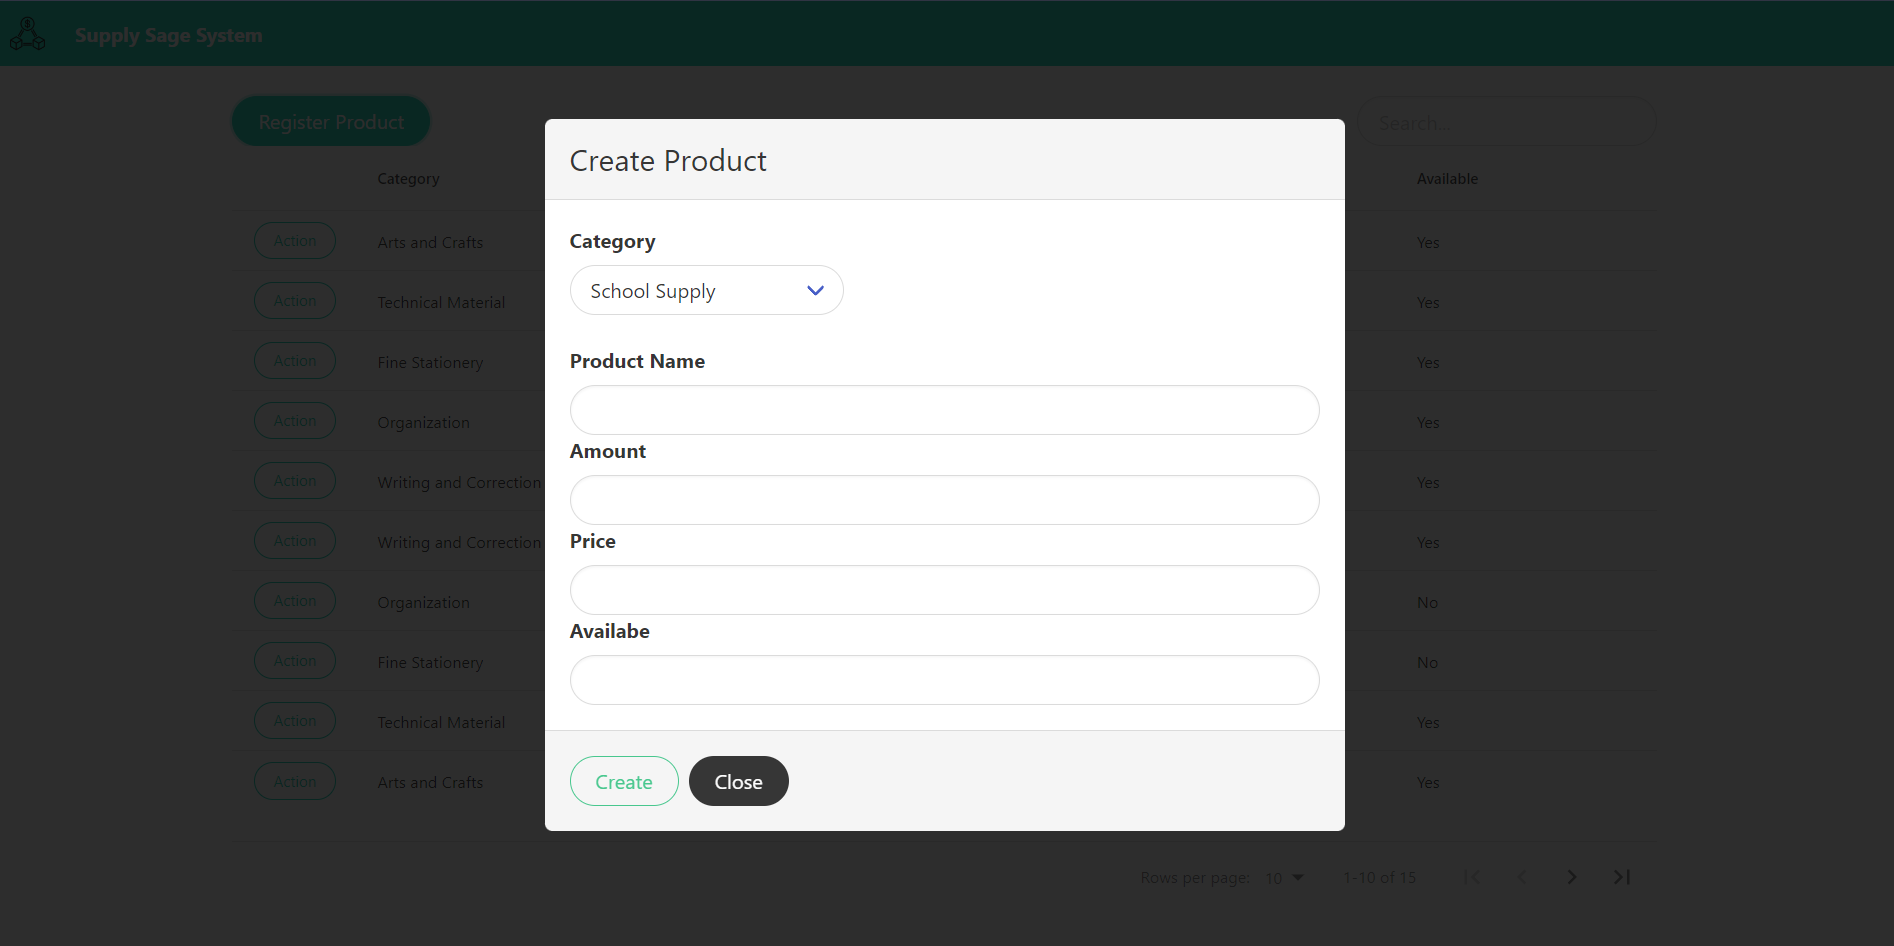 Supply Sage System
Register Product
Search...
Category
Available
Action Arts and Crafts Yes
Action Technical Material Yes
Action Fine Stationery Yes
Action Organization Yes
Action Writing and Correction Yes
Action Writing and Correction Yes
Action Organization No
Action Fine Stationery No
Action Technical Material Yes
Action Arts and Crafts Yes
Rows per page: 10 1-10 of 15
Create Product
Category
School Supply
Product Name
Amount
Price
Availabe
Create Close